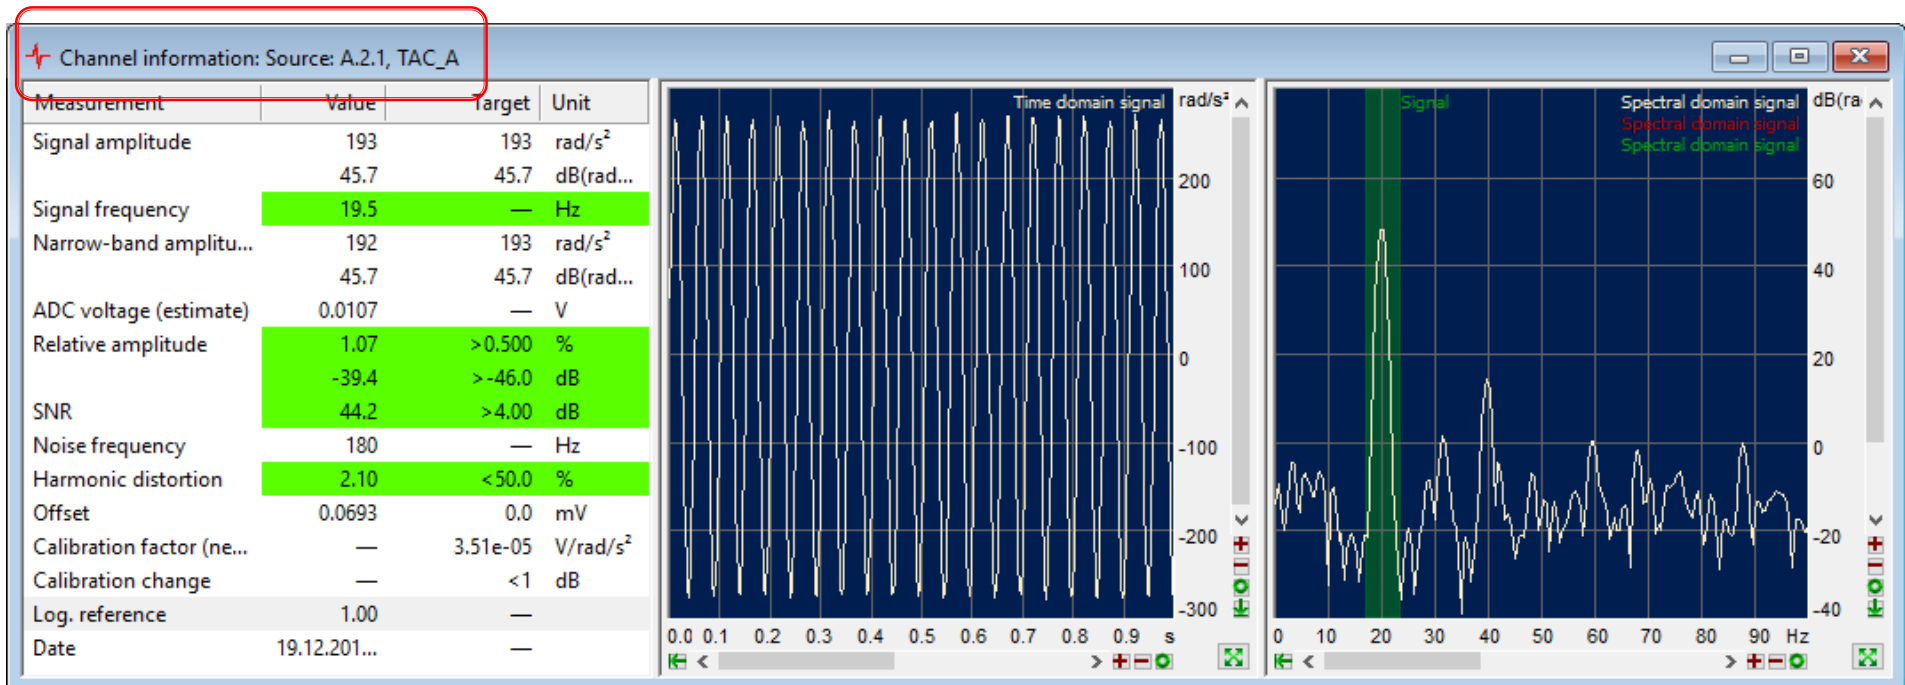 Channel information: Source: A.2.1, TAC_A
Measurement Value Target Unit
Signal amplitude 193 193 rad/s²
45.7 45.7 dB(rad...
Signal frequency 19.5 — Hz
Narrow-band amplitu... 192 193 rad/s²
45.7 45.7 dB(rad...
ADC voltage (estimate) 0.0107 — V
Relative amplitude 1.07 >0.500 %
-39.4 >-46.0 dB
SNR 44.2 >4.00 dB
Noise frequency 180 — Hz
Harmonic distortion 2.10 <50.0 %
Offset 0.0693 0.0 mV
Calibration factor (ne... — 3.51e-05 V/rad/s²
Calibration change — <1 dB
Log. reference 1.00 —
Date 19.12.201... —
Time domain signal rad/s²
200
100
0
-100
-200
-300
0.0 0.1 0.2 0.3 0.4 0.5 0.6 0.7 0.8 0.9 s
Signal Spectral domain signal dB(ra
Spectral domain signal
Spectral domain signal
60
40
20
0
-20
-40
0 10 20 30 40 50 60 70 80 90 Hz